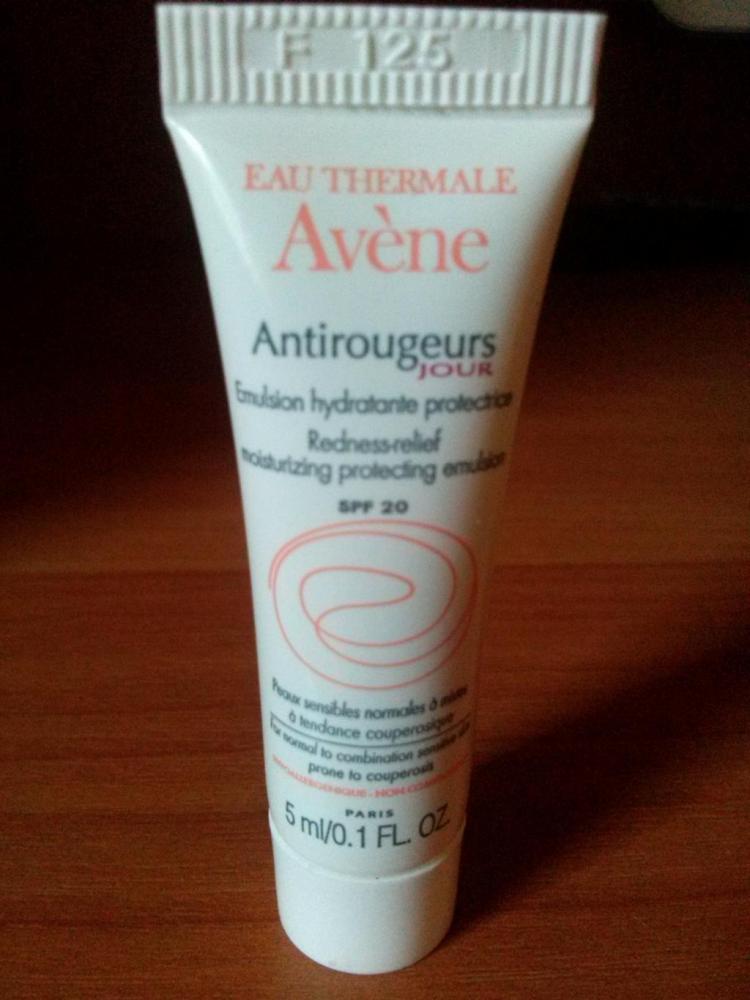 F 125
EAU THERMALE
Avène
Antirougeurs
JOUR
Emulsion hydratante protectrice
Redness-relief
moisturizing protecting emulsion
SPF 20
Peaux sensibles normales à mixtes
à tendance couperosique
For normal to combination sensitive skin
prone to couperosis
HYPOALLERGENIQUE - NON
PARIS
5 ml/0.1 FL. OZ.